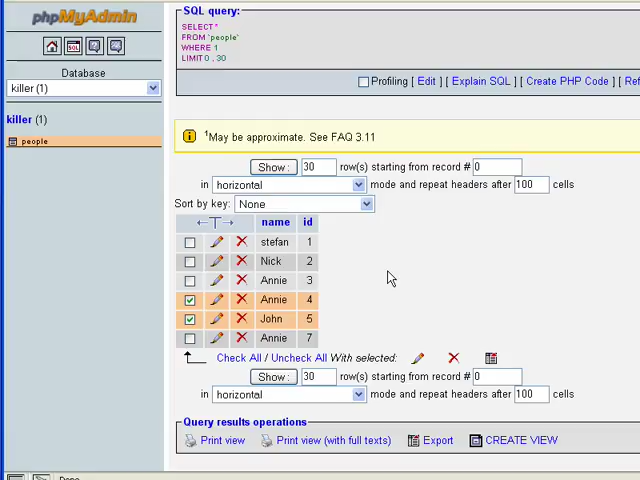 phpMyAdmin
SQL
Database
killer (1)
killer (1)
people
SQL query:
SELECT *
FROM `people`
WHERE 1
LIMIT 0 , 30
Profiling [ Edit ] [ Explain SQL ] [ Create PHP Code ] [ Ref
1May be approximate. See FAQ 3.11
Show : 30 row(s) starting from record # 0
in horizontal mode and repeat headers after 100 cells
Sort by key: None
←T→ name id
stefan 1
Nick 2
Annie 3
Annie 4
John 5
Annie 7
Check All / Uncheck All With selected:
Show : 30 row(s) starting from record # 0
in horizontal mode and repeat headers after 100 cells
Query results operations
Print view Print view (with full texts) Export CREATE VIEW
Done